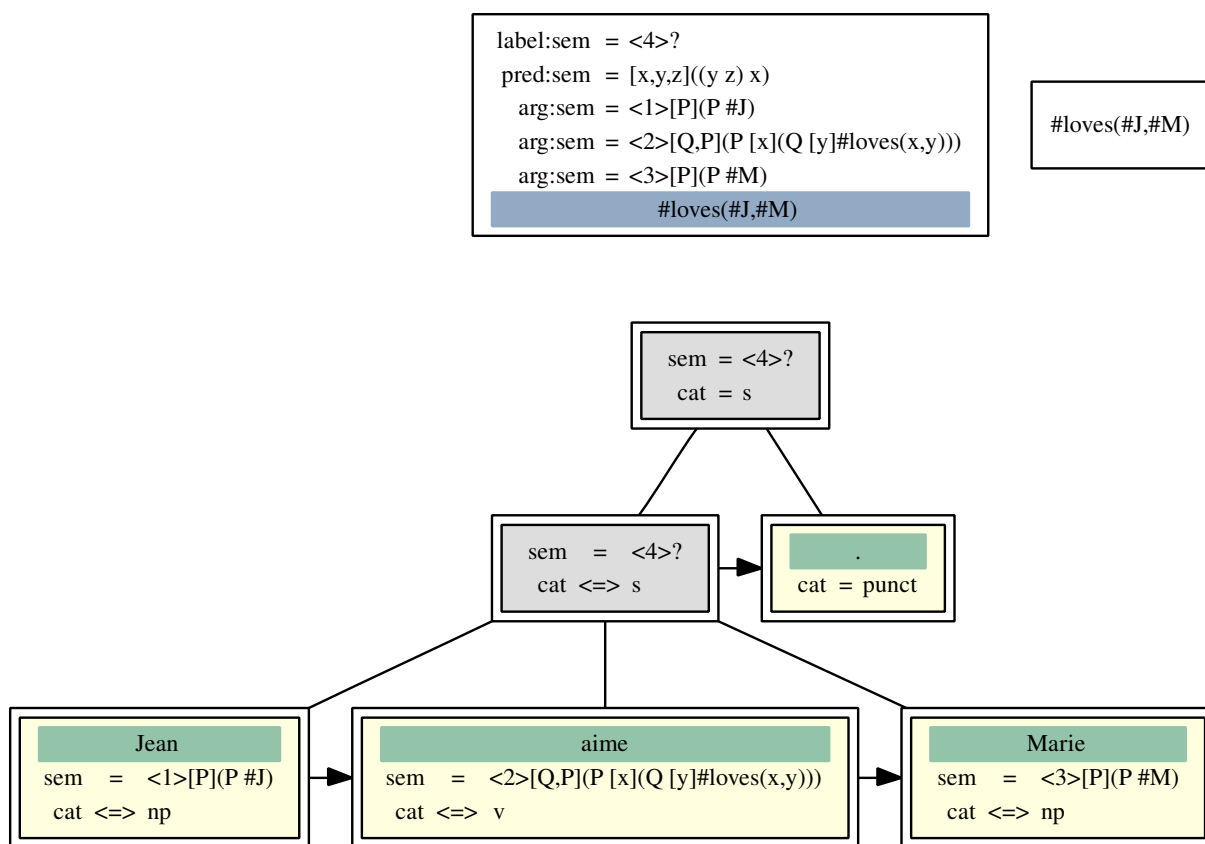 label:sem = <4>?
pred:sem = [x,y,z]((y z) x)
arg:sem = <1>[P](P #J)
arg:sem = <2>[Q,P](P [x](Q [y]#loves(x,y)))
arg:sem = <3>[P](P #M)
#loves(#J,#M)
#loves(#J,#M)
sem = <4>?
cat = s
sem = <4>?
cat <=> s
.
cat = punct
Jean
sem = <1>[P](P #J)
cat <=> np
aime
sem = <2>[Q,P](P [x](Q [y]#loves(x,y)))
cat <=> v
Marie
sem = <3>[P](P #M)
cat <=> np